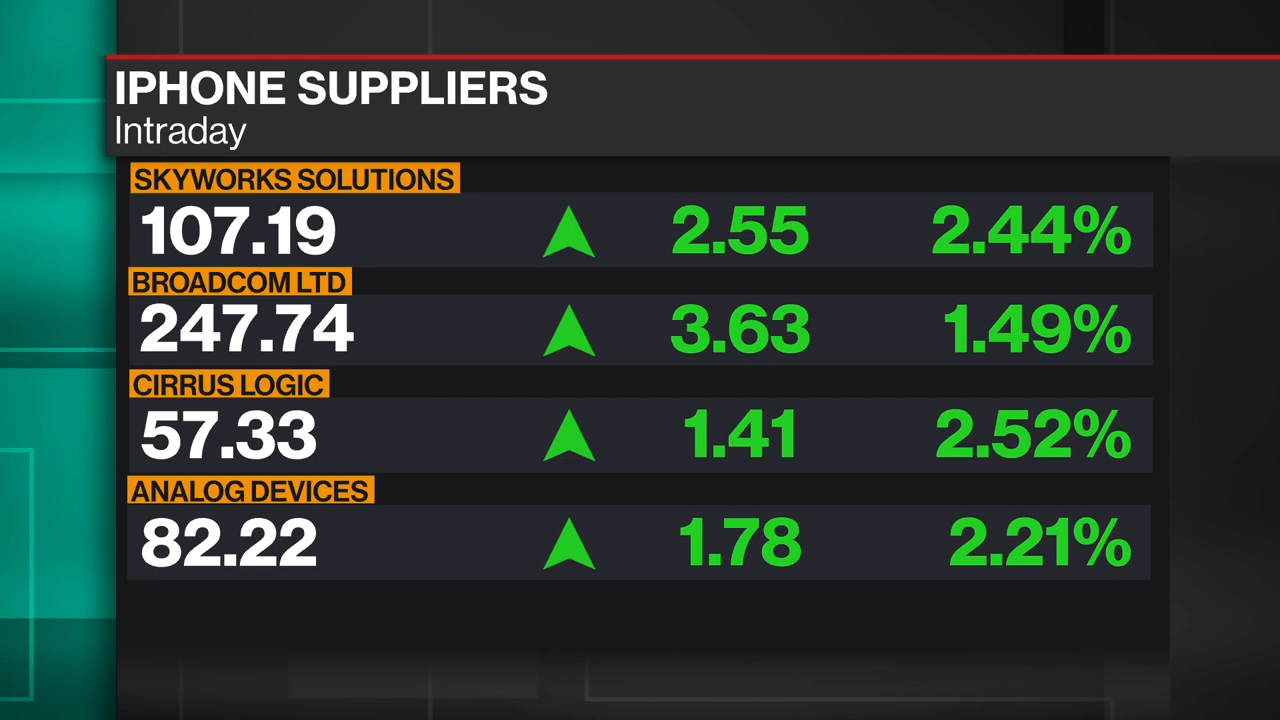 IPHONE SUPPLIERS
Intraday
SKYWORKS SOLUTIONS
107.19 2.55 2.44%
BROADCOM LTD
247.74 3.63 1.49%
CIRRUS LOGIC
57.33 1.41 2.52%
ANALOG DEVICES
82.22 1.78 2.21%